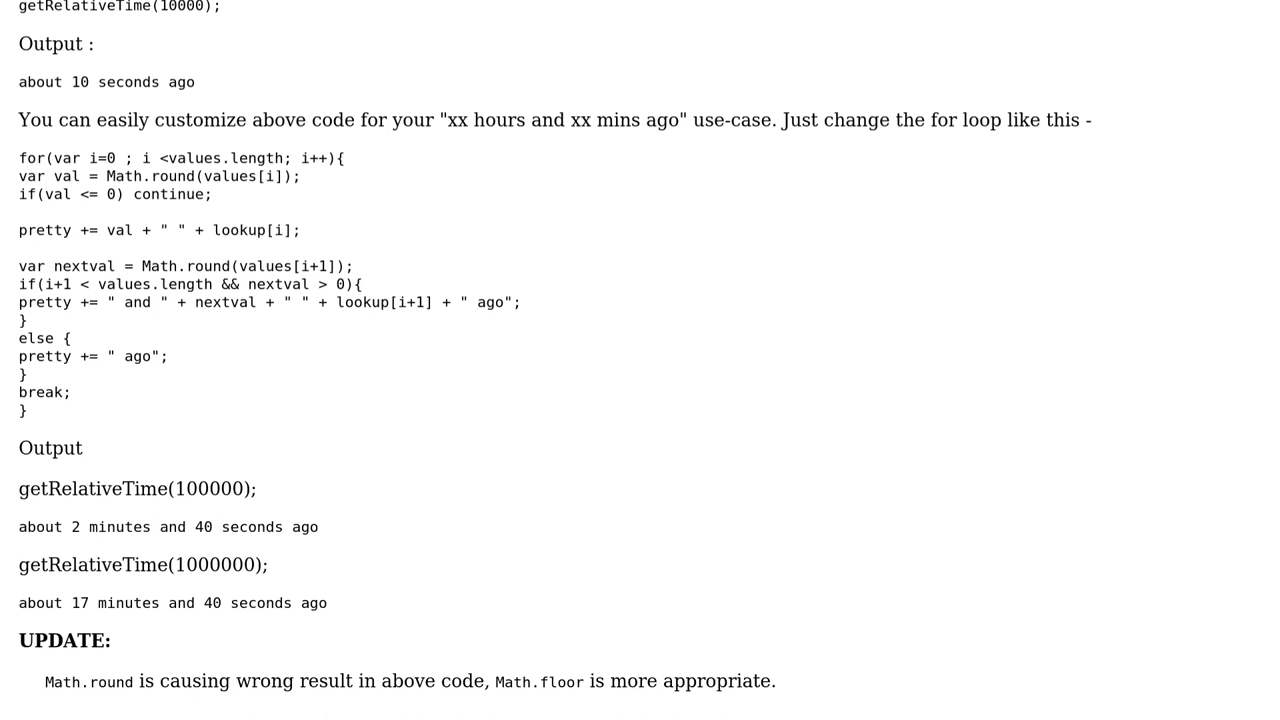 getRelativeTime(10000);
Output :
about 10 seconds ago
You can easily customize above code for your "xx hours and xx mins ago" use-case. Just change the for loop like this -
for(var i=0 ; i <values.length; i++){
var val = Math.round(values[i]);
if(val <= 0) continue;
pretty += val + " " + lookup[i];
var nextval = Math.round(values[i+1]);
if(i+1 < values.length && nextval > 0){
pretty += " and " + nextval + " " + lookup[i+1] + " ago";
}
else {
pretty += " ago";
}
break;
}
Output
getRelativeTime(100000);
about 2 minutes and 40 seconds ago
getRelativeTime(1000000);
about 17 minutes and 40 seconds ago
UPDATE:
Math.round is causing wrong result in above code, Math.floor is more appropriate.